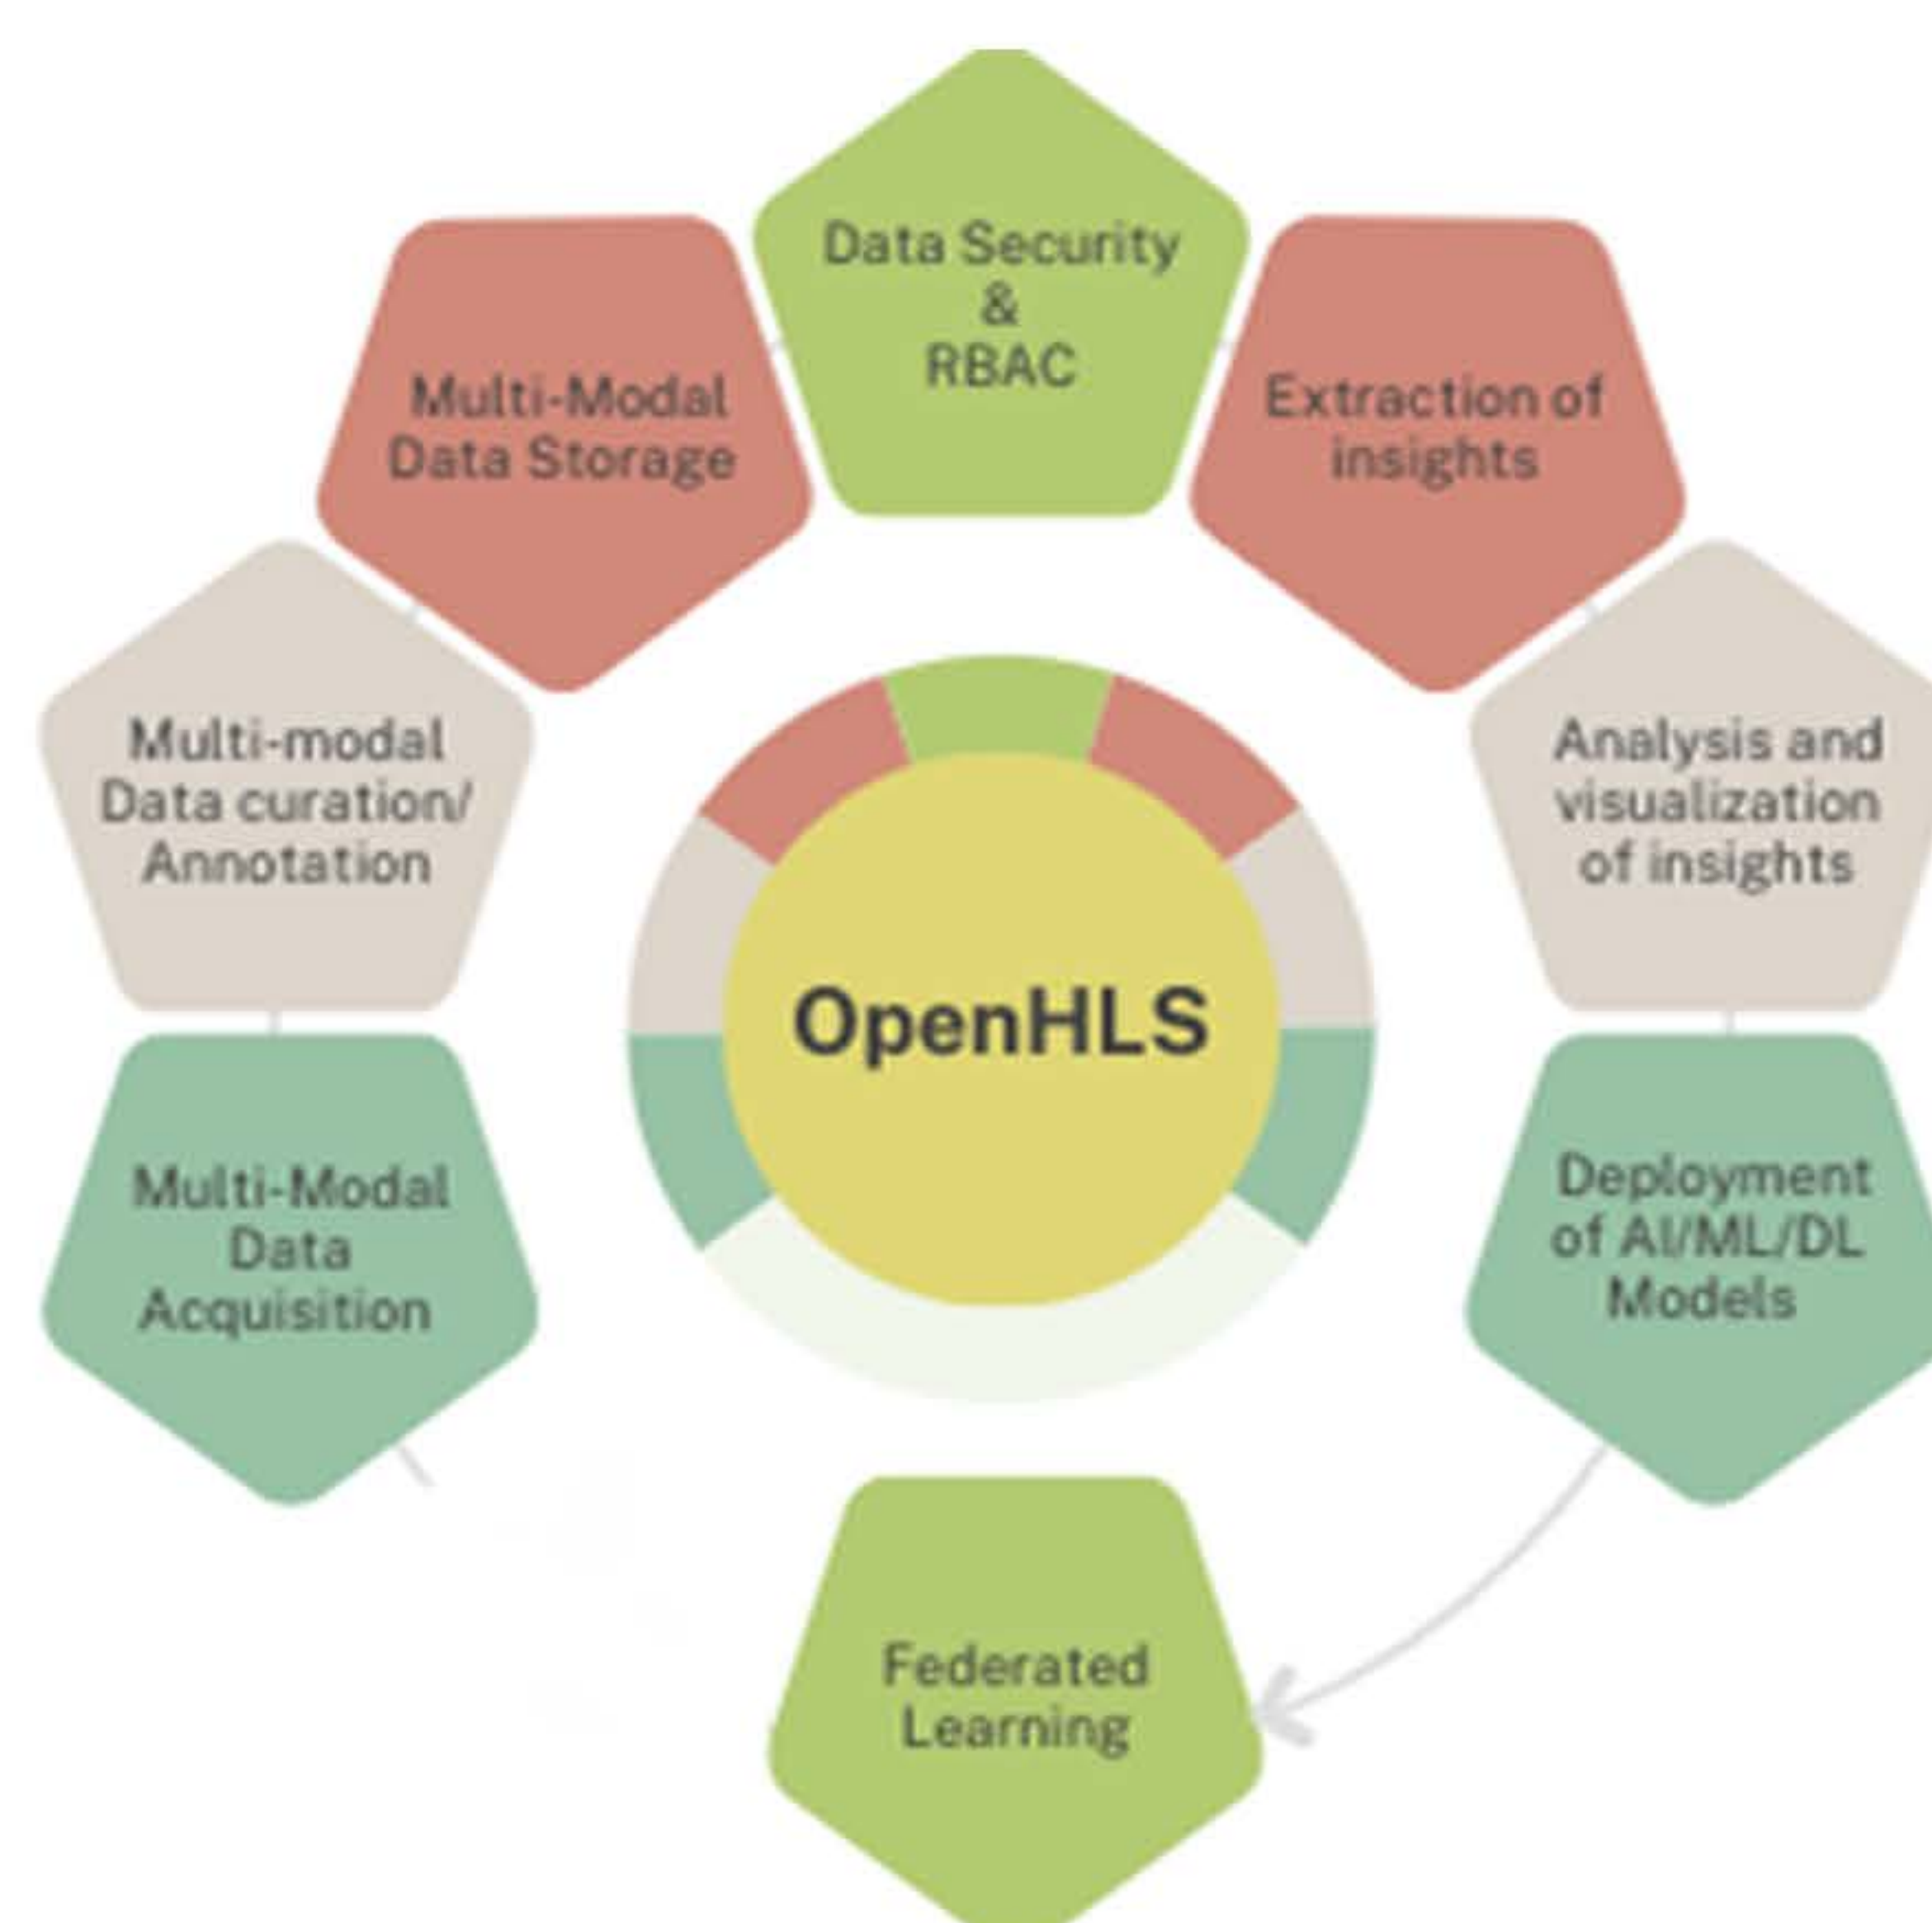 Data Security
&
RBAC
Multi-Modal
Data Storage
Extraction of
insights
Multi-modal
Data curation/
Annotation
Analysis and
visualization
of insights
OpenHLS
Multi-Modal
Data
Acquisition
Deployment
of AI/ML/DL
Models
Federated
Learning